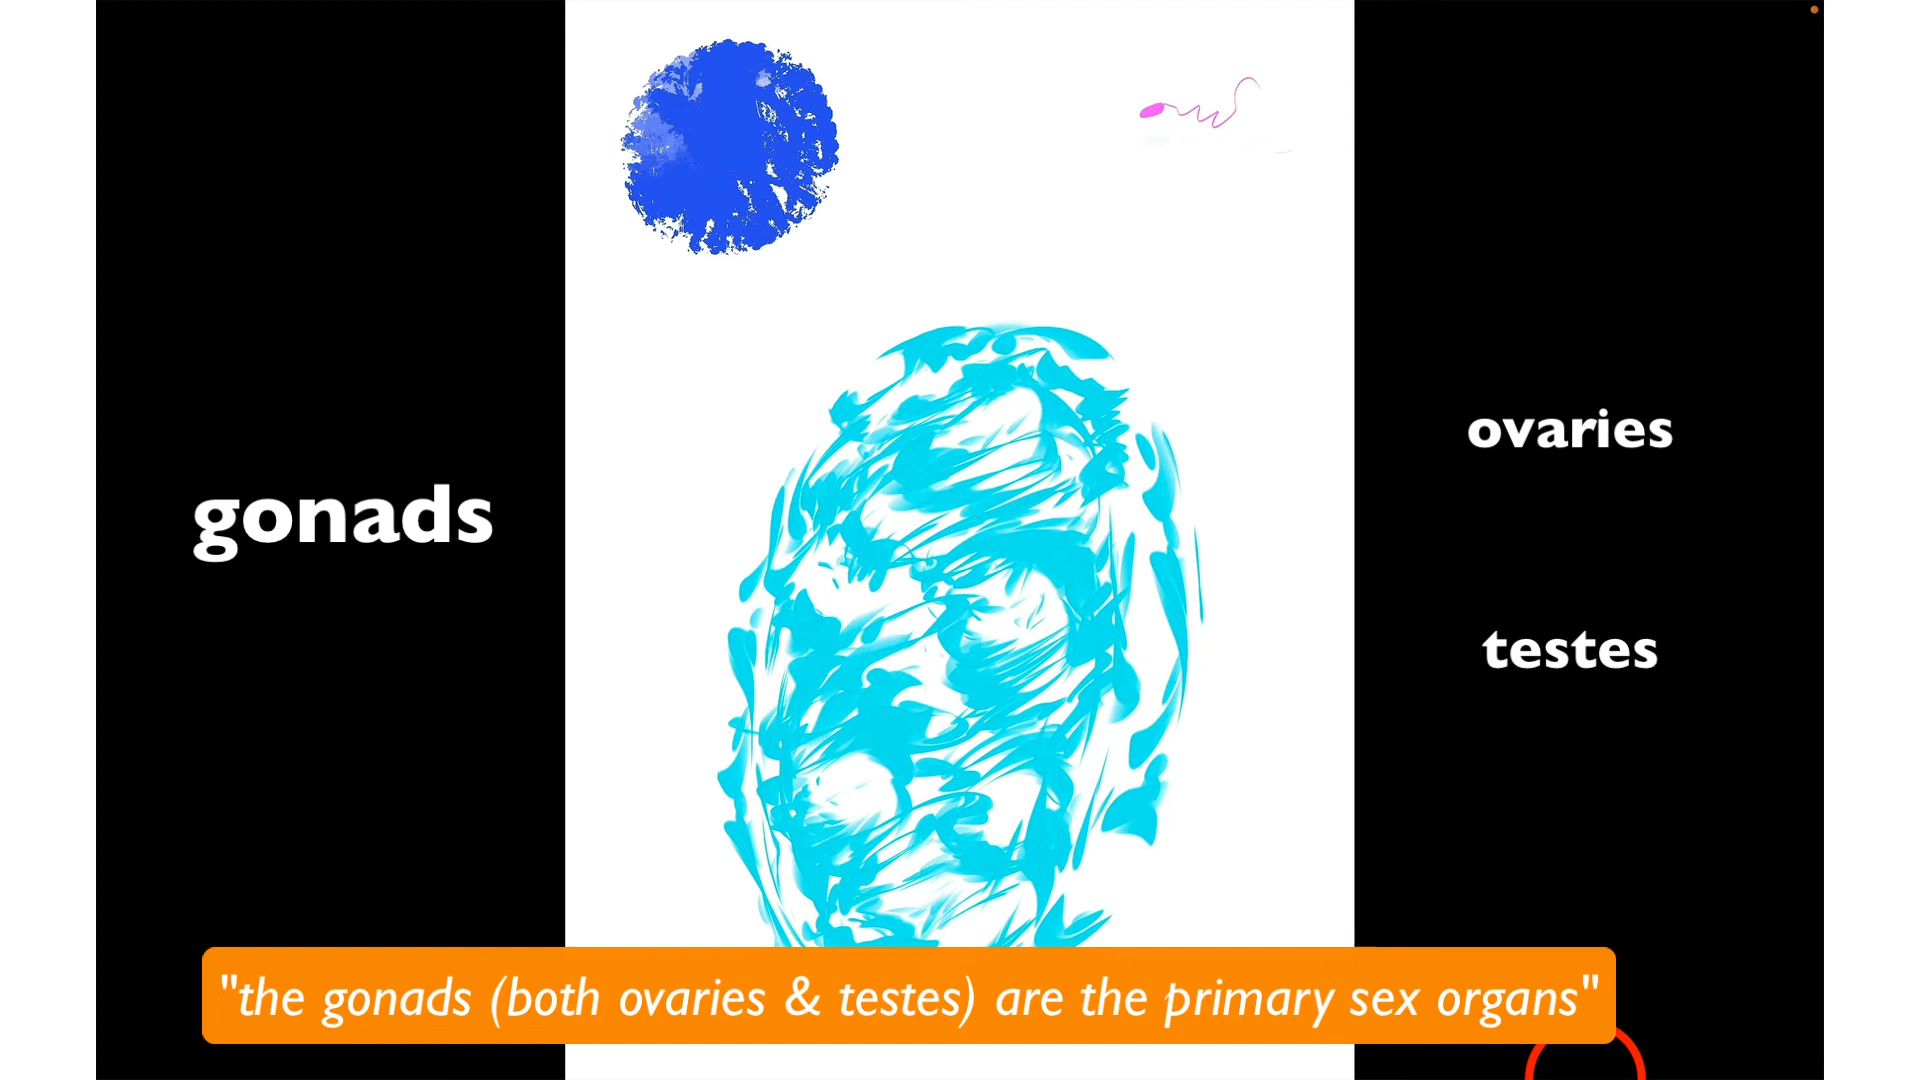 gonads
ovaries
testes
"the gonads (both ovaries & testes) are the primary sex organs"